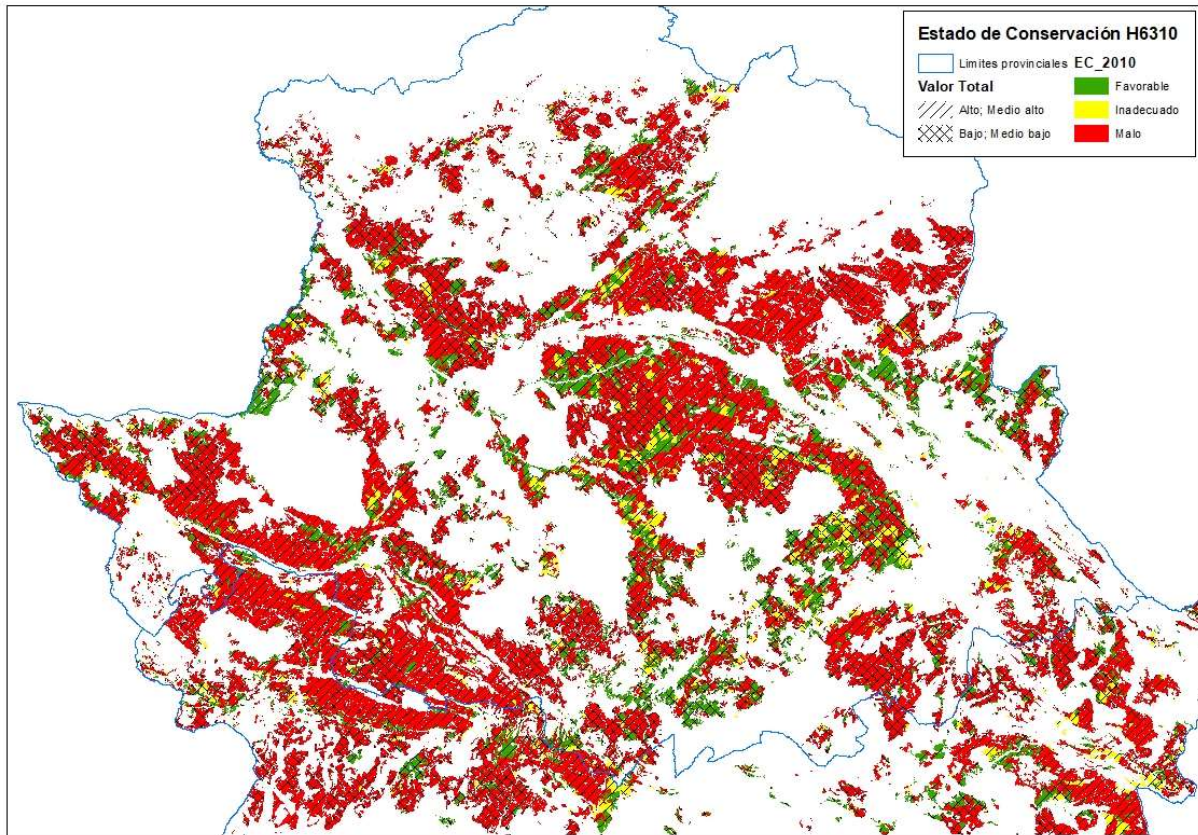 Estado de Conservación H6310
Limites provinciales EC_2010
Valor Total Favorable
Alto; Medio alto Inadecuado
Bajo; Medio bajo Malo